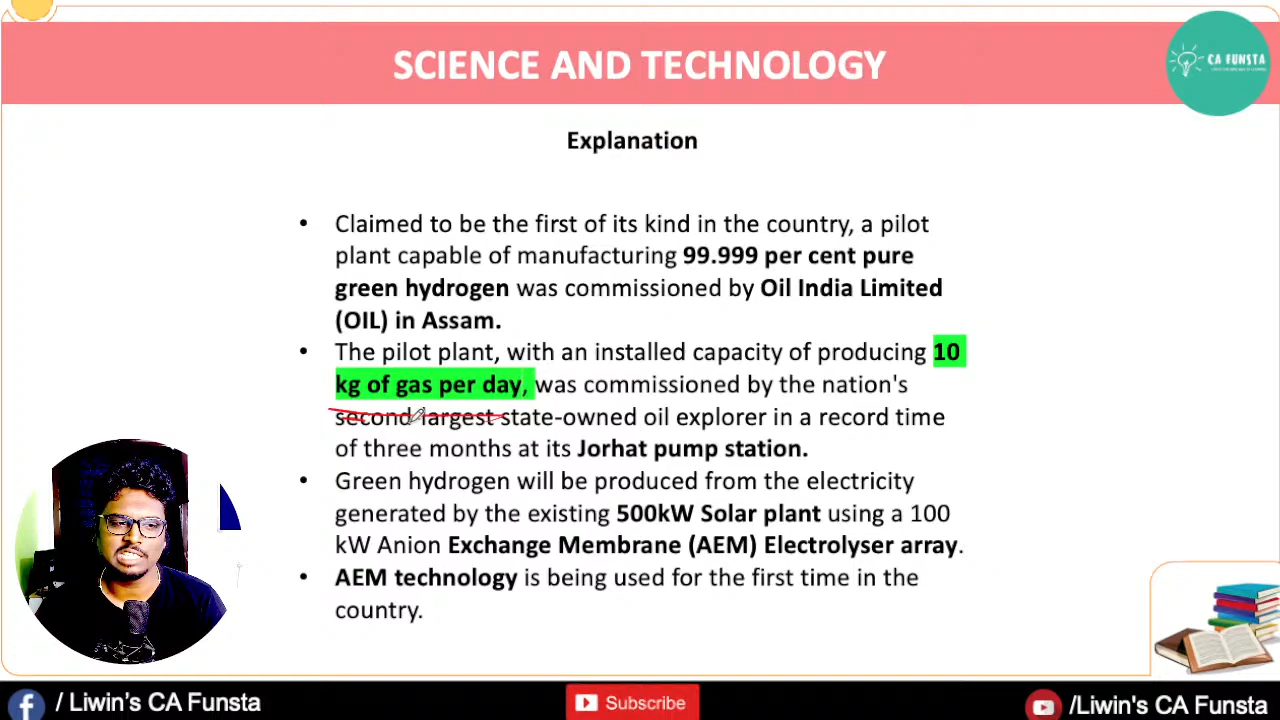 SCIENCE AND TECHNOLOGY
CA FUNSTA
Explanation
• Claimed to be the first of its kind in the country, a pilot
plant capable of manufacturing 99.999 per cent pure
green hydrogen was commissioned by Oil India Limited
(OIL) in Assam.
• The pilot plant, with an installed capacity of producing 10
kg of gas per day, was commissioned by the nation's
second largest state-owned oil explorer in a record time
of three months at its Jorhat pump station.
• Green hydrogen will be produced from the electricity
generated by the existing 500kW Solar plant using a 100
kW Anion Exchange Membrane (AEM) Electrolyser array.
• AEM technology is being used for the first time in the
country.
/ Liwin's CA Funsta
Subscribe
/Liwin's CA Funsta